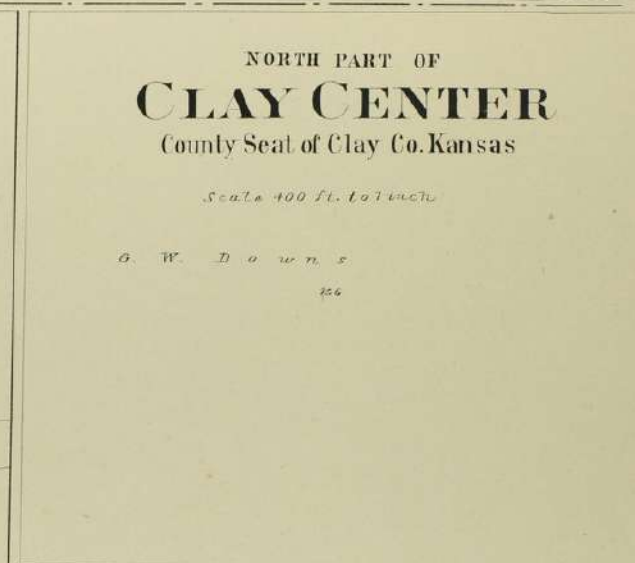 NORTH PART OF
CLAY CENTER
County Seat of Clay Co. Kansas
Scale 400 ft. to 1 inch
G. W. Downs